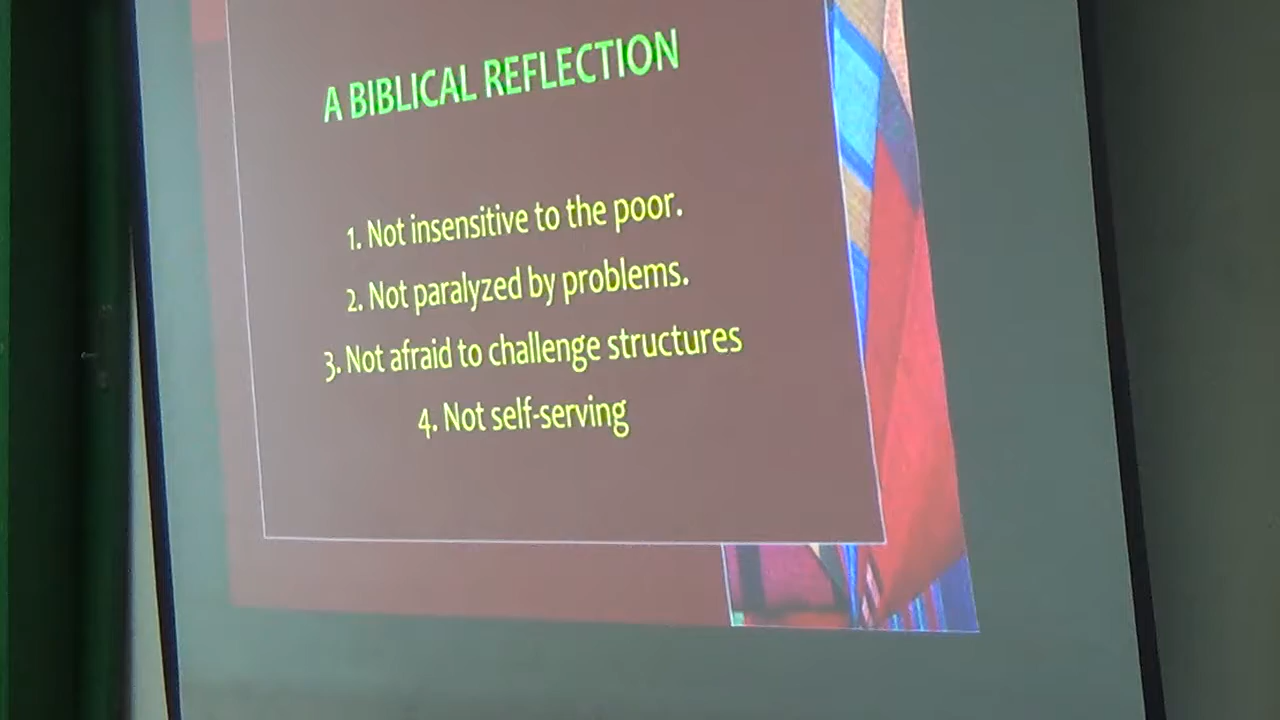 A BIBLICAL REFLECTION
1. Not insensitive to the poor.
2. Not paralyzed by problems.
3. Not afraid to challenge structures
4. Not self-serving